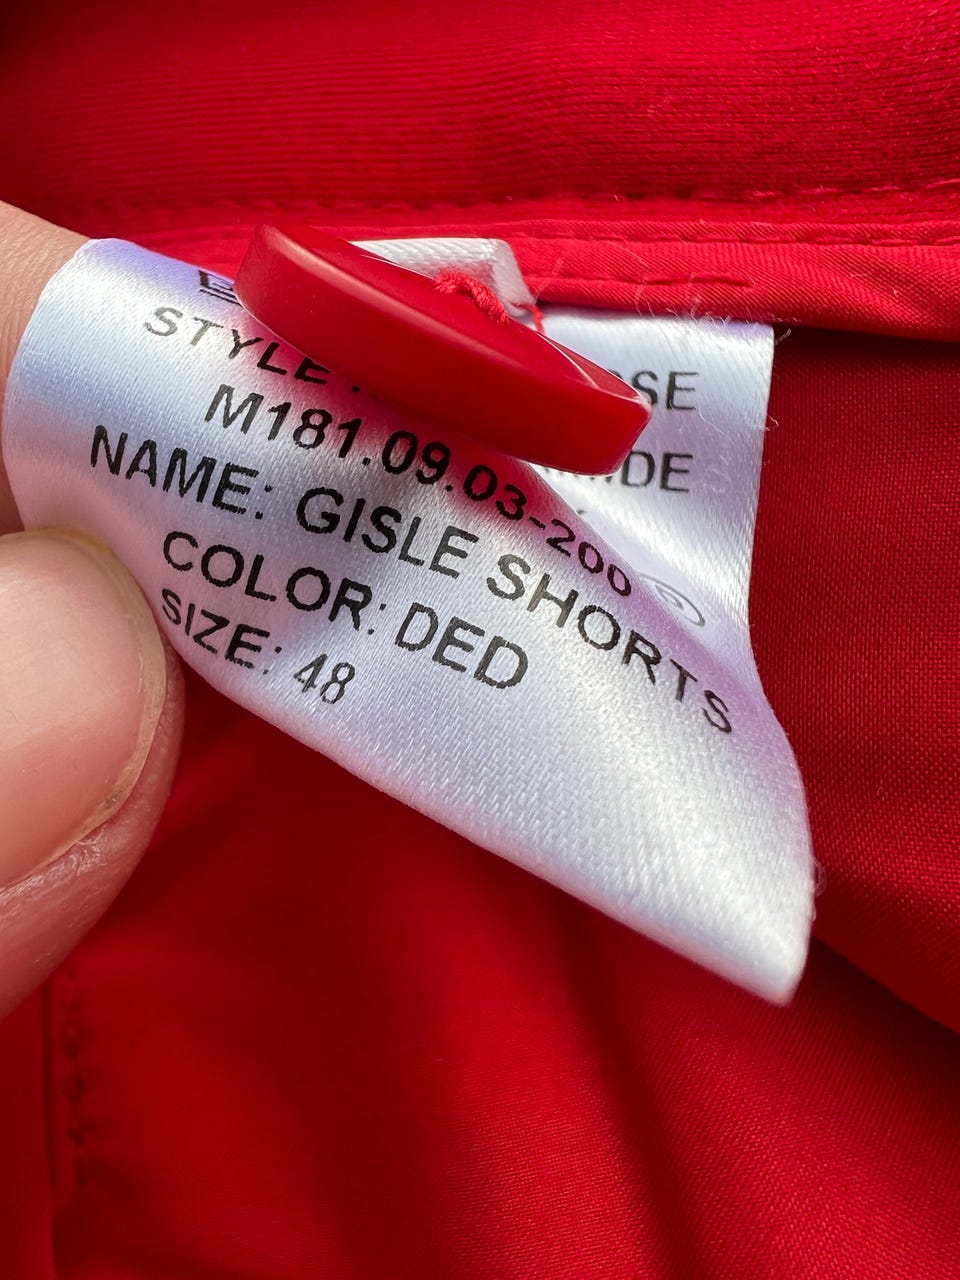 STYLE
M181.09.03-200
NAME: GISLE SHORTS
COLOR: DED
SIZE: 48
P